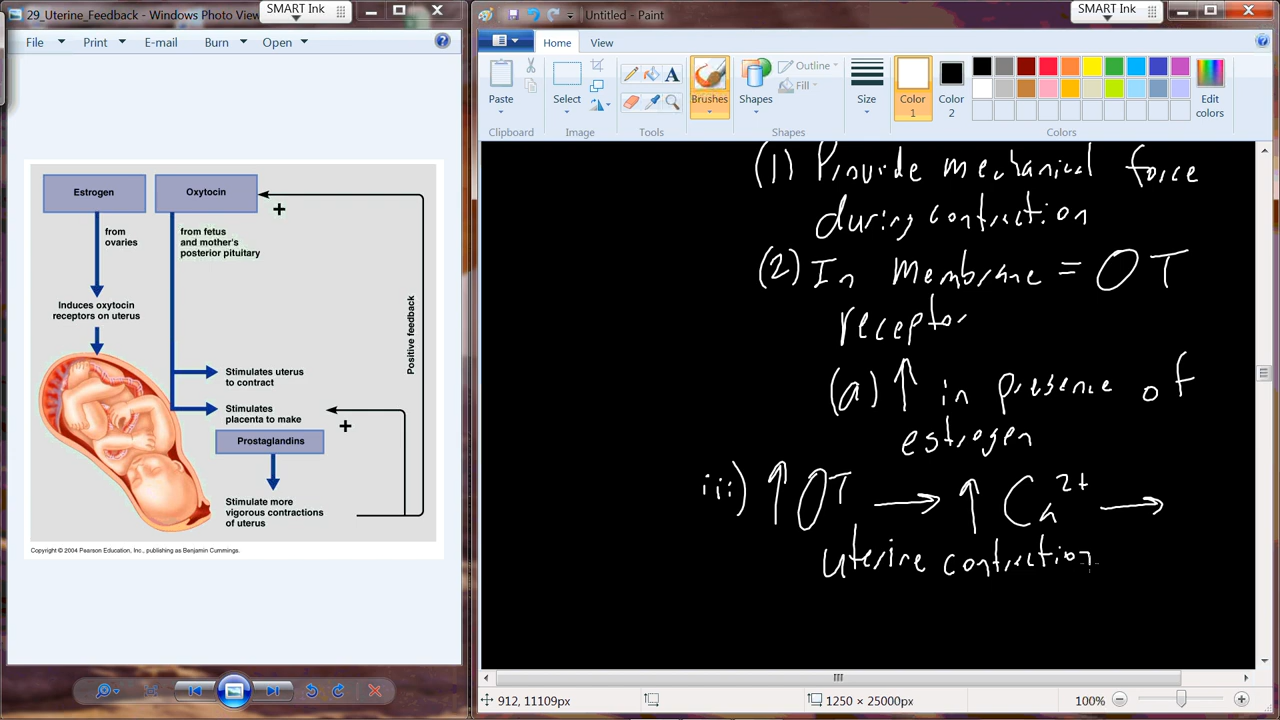 29_Uterine_Feedback - Windows Photo View
SMART Ink
File Print E-mail Burn Open
Estrogen
Oxytocin
+
from
ovaries
from fetus
and mother's
posterior pituitary
Induces oxytocin
receptors on uterus
Positive feedback
Stimulates uterus
to contract
Stimulates
placenta to make
+
Prostaglandins
Stimulate more
vigorous contractions
of uterus
Copyright © 2004 Pearson Education, Inc., publishing as Benjamin Cummings.
Untitled - Paint
SMART Ink
Home View
Paste
Select
Brushes
Shapes
Outline
Fill
Size
Color
1
Color
2
Edit
colors
Clipboard Image Tools Shapes Colors
(1) Provide mechanical force
during contraction
(2) In membrane = OT
receptor
(a) ↑ in presence of
estrogen
iii) ↑ OT → ↑ Ca2+ →
uterine contraction
912, 11109px
1250 × 25000px
100%